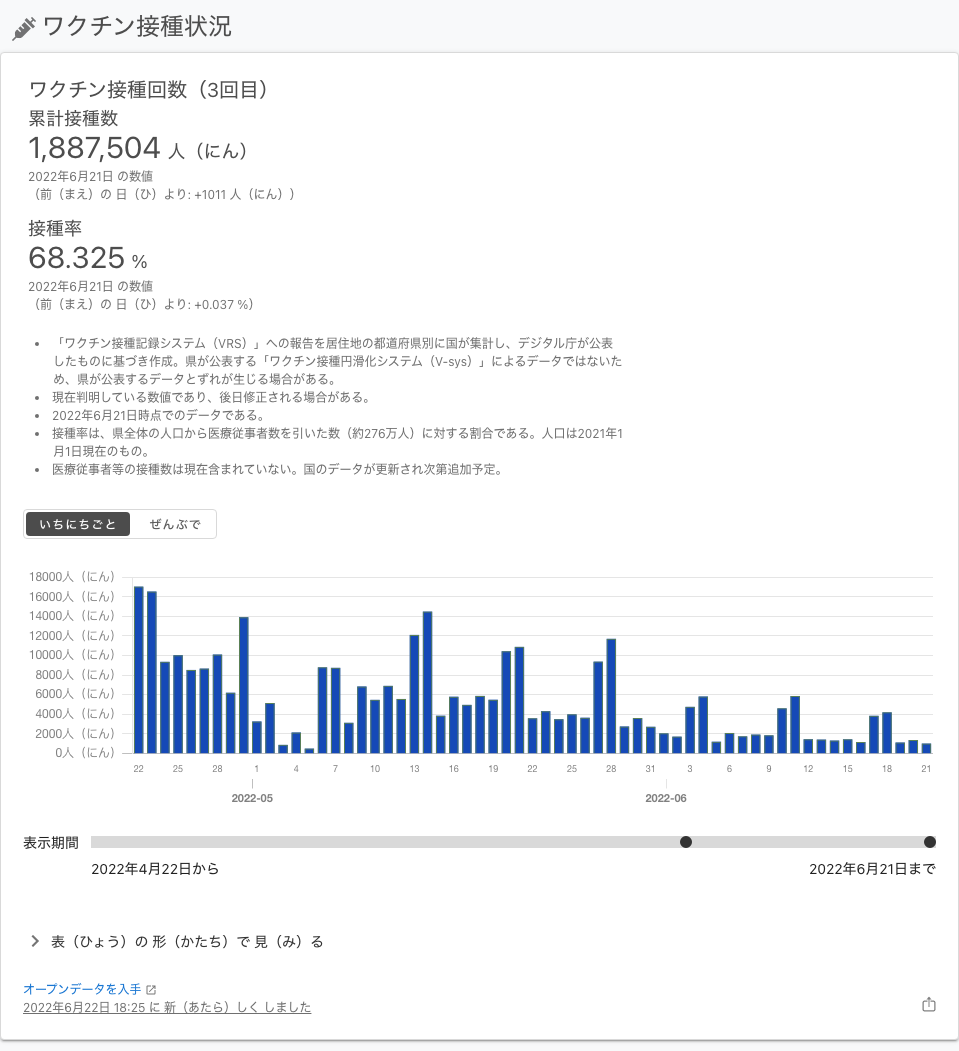 ワクチン接種状況
ワクチン接種回数（3回目）
累計接種数
1,887,504 人（にん）
2022年6月21日 の数値
（前（まえ）の 日（ひ）より: +1011 人（にん））
接種率
68.325 %
2022年6月21日 の数値
（前（まえ）の 日（ひ）より: +0.037 %）
「ワクチン接種記録システム（VRS）」への報告を居住地の都道府県別に国が集計し、デジタル庁が公表
したものに基づき作成。県が公表する「ワクチン接種円滑化システム（V-sys）」によるデータではないた
め、県が公表するデータとずれが生じる場合がある。
現在判明している数値であり、後日修正される場合がある。
2022年6月21日時点でのデータである。
接種率は、県全体の人口から医療従事者数を引いた数（約276万人）に対する割合である。人口は2021年1
月1日現在のもの。
医療従事者等の接種数は現在含まれていない。国のデータが更新され次第追加予定。
いちにちごと ぜんぶで
18000人（にん）
16000人（にん）
14000人（にん）
12000人（にん）
10000人（にん）
8000人（にん）
6000人（にん）
4000人（にん）
2000人（にん）
0人（にん）
22 25 28 1 4 7 10 13 16 19 22 25 28 31 3 6 9 12 15 18 21
2022-05 2022-06
表示期間
2022年4月22日から 2022年6月21日まで
表（ひょう）の 形（かたち）で 見（み）る
オープンデータを入手
2022年6月22日 18:25 に 新（あたら）しく しました